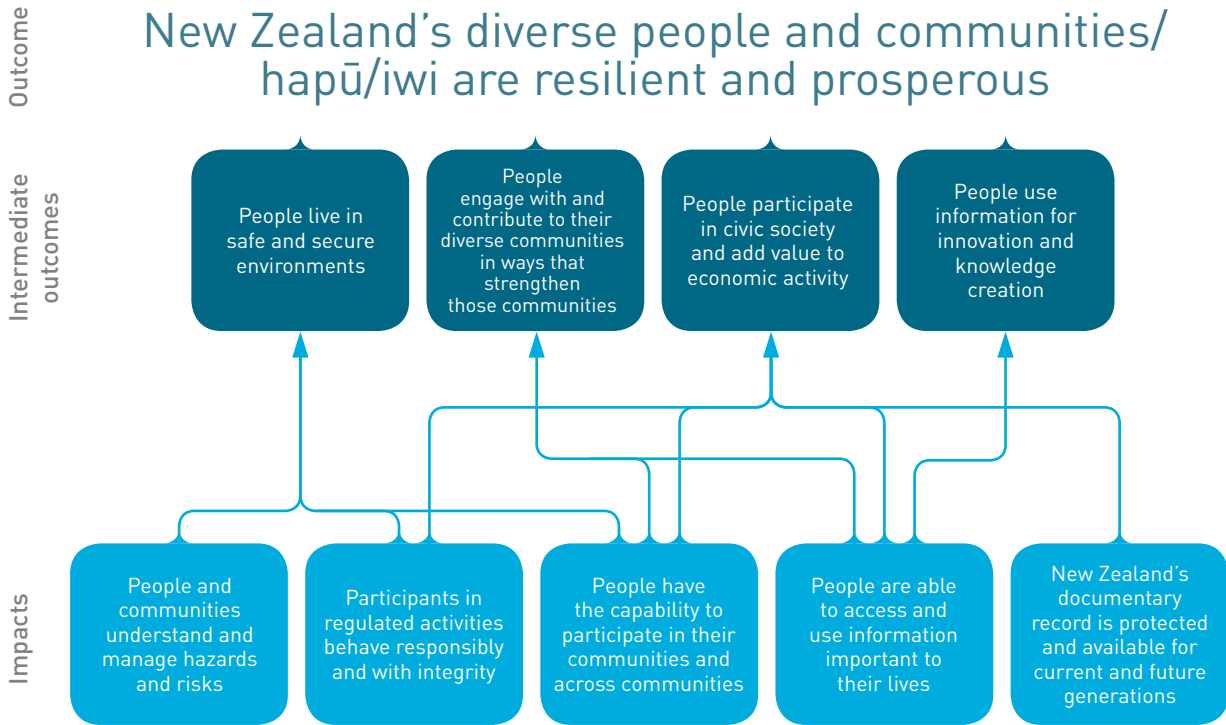 Outcome
New Zealand's diverse people and communities/
hapū/iwi are resilient and prosperous
Intermediate
outcomes
People live in
safe and secure
environments
People
engage with and
contribute to their
diverse communities
in ways that
strengthen
those communities
People participate
in civic society
and add value to
economic activity
People use
information for
innovation and
knowledge
creation
Impacts
People and
communities
understand and
manage hazards
and risks
Participants in
regulated activities
behave responsibly
and with integrity
People have
the capability to
participate in their
communities and
across communities
People are able
to access and
use information
important to
their lives
New Zealand's
documentary
record is protected
and available for
current and future
generations